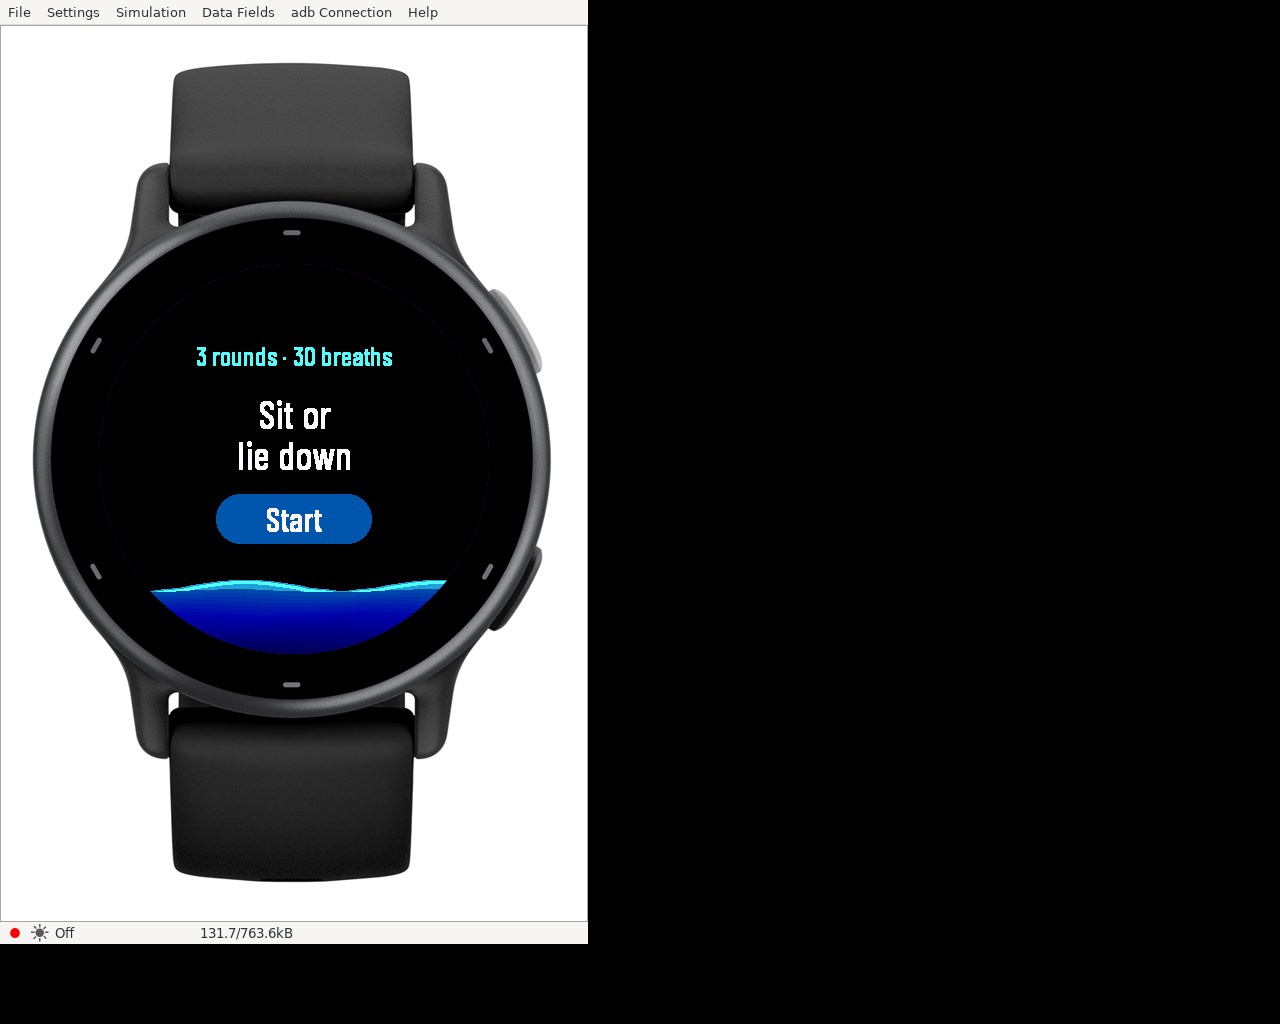 File Settings Simulation Data Fields adb Connection Help
3 rounds · 30 breaths
Sit or
lie down
Start
Off 131.7/763.6kB